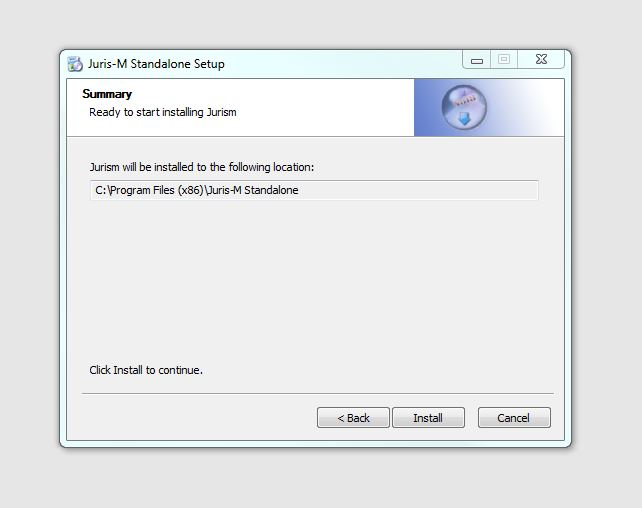 Juris-M Standalone Setup
Summary
Ready to start installing Jurism
Jurism will be installed to the following location:
C:\Program Files (x86)\Juris-M Standalone
Click Install to continue.
< Back Install Cancel